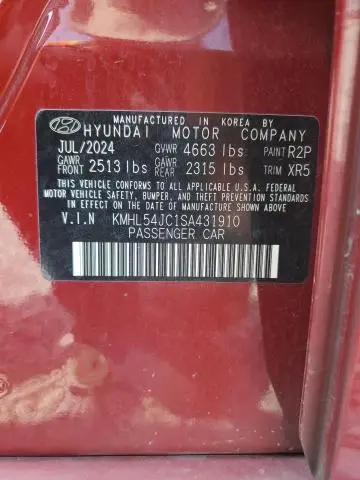 MANUFACTURED IN KOREA BY
HYUNDAI MOTOR COMPANY
JUL/2024 GVWR 4663 lbs PAINT R2P
GAWR FRONT 2513 lbs GAWR REAR 2315 lbs TRIM XR5
THIS VEHICLE CONFORMS TO ALL APPLICABLE U.S.A. FEDERAL
MOTOR VEHICLE SAFETY, BUMPER, AND THEFT PREVENTION
STANDARDS IN EFFECT ON THE DATE OF MANUFACTURE SHOWN ABOVE.
V.I.N KMHL54JC1SA431910
PASSENGER CAR